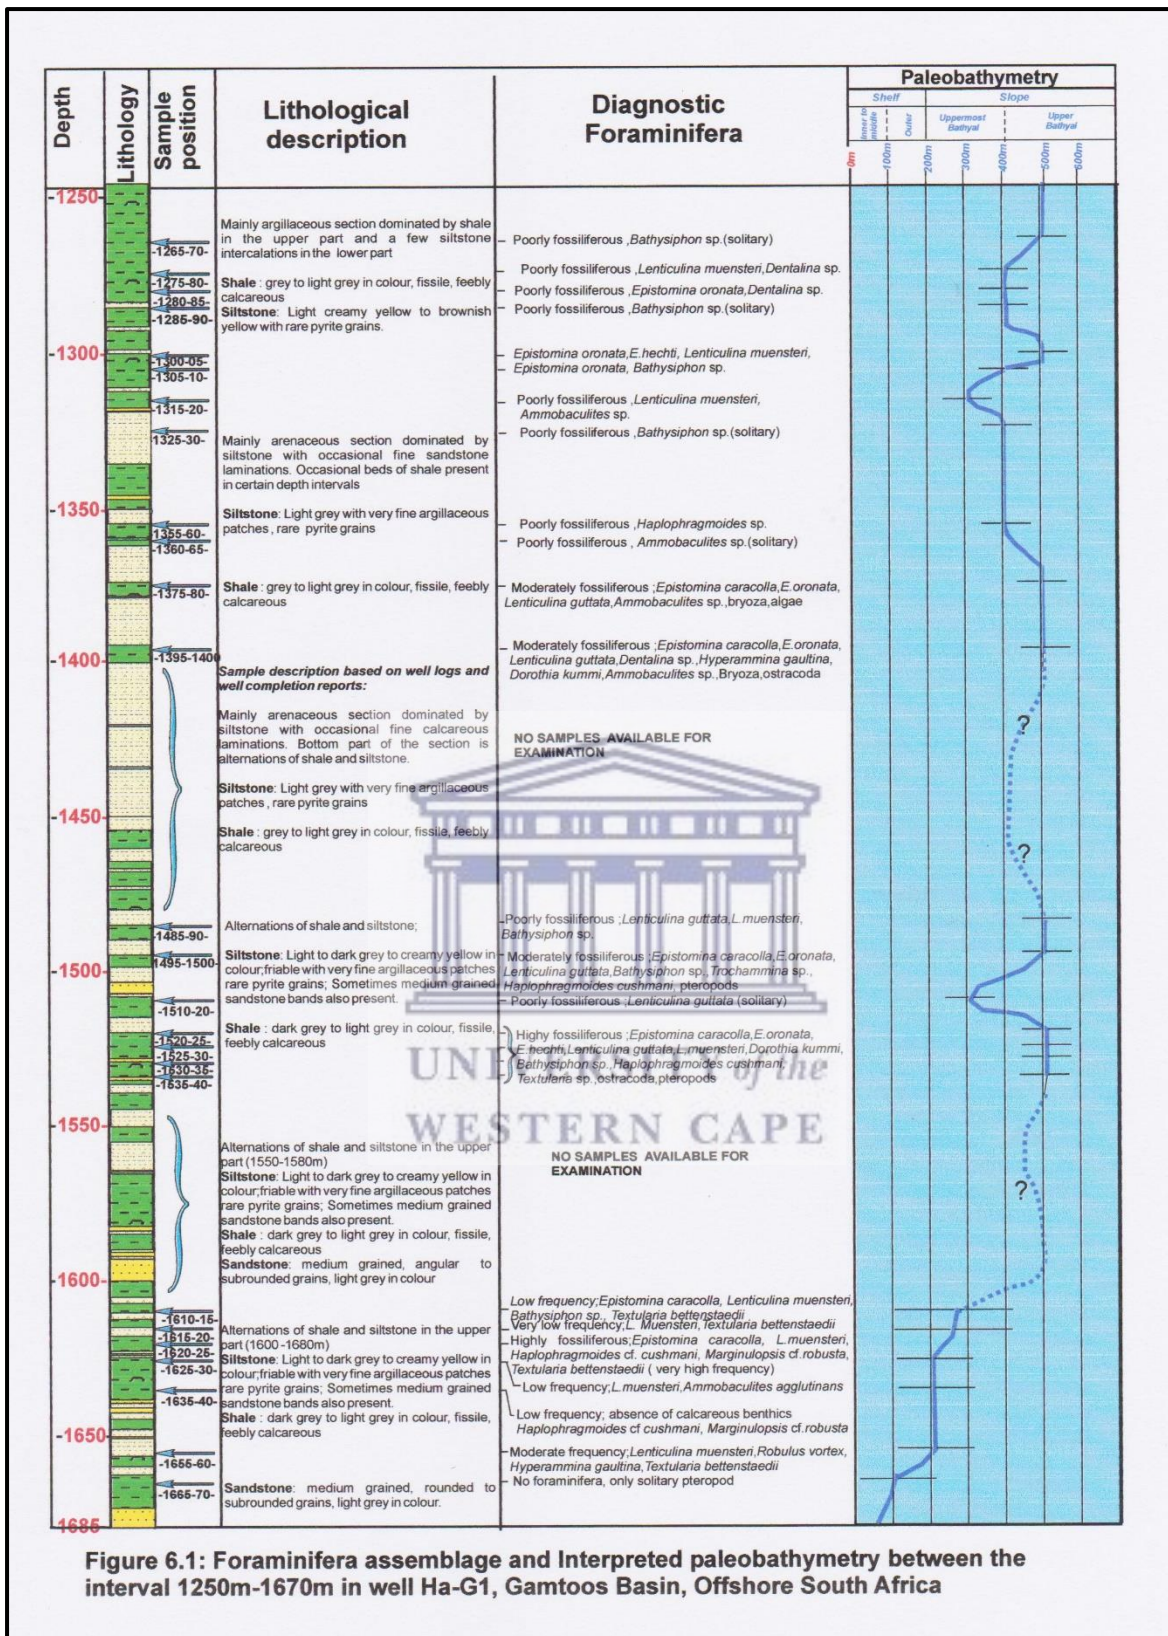 Depth
Lithology
Sample position
Lithological description
Diagnostic Foraminifera
Paleobathymetry
Shelf
Slope
Inner to middle
Outer
Uppermost Bathyal
Upper Bathyal
0m
100m
200m
300m
400m
500m
600m
-1250-
-1300-
-1350-
-1400-
-1450-
-1500-
-1550-
-1600-
-1650-
1685
-1265-70-
-1275-80-
-1280-85-
-1285-90-
-1300-05-
-1305-10-
-1315-20-
1325-30-
1355-60-
-1360-65-
-1375-80-
-1395-1400
-1485-90-
1495-1500
-1510-20-
-1520-25-
-1525-30-
-1530-35-
-1535-40-
-1610-15-
-1615-20-
-1620-25-
-1625-30-
-1635-40-
-1655-60-
-1665-70-
Mainly argillaceous section dominated by shale
in the upper part and a few siltstone
intercalations in the lower part
Shale : grey to light grey in colour, fissile, feebly
calcareous
Siltstone: Light creamy yellow to brownish
yellow with rare pyrite grains.
Mainly arenaceous section dominated by
siltstone with occasional fine sandstone
laminations. Occasional beds of shale present
in certain depth intervals
Siltstone: Light grey with very fine argillaceous
patches , rare pyrite grains
Shale : grey to light grey in colour, fissile, feebly
calcareous
Sample description based on well logs and
well completion reports:
Mainly arenaceous section dominated by
siltstone with occasional fine calcareous
laminations. Bottom part of the section is
alternations of shale and siltstone.
Siltstone: Light grey with very fine argillaceous
patches , rare pyrite grains
Shale : grey to light grey in colour, fissile, feebly
calcareous
Alternations of shale and siltstone;
Siltstone: Light to dark grey to creamy yellow in
colour;friable with very fine argillaceous patches
rare pyrite grains; Sometimes medium grained
sandstone bands also present.
Shale : dark grey to light grey in colour, fissile,
feebly calcareous
Alternations of shale and siltstone in the upper
part (1550-1580m)
Siltstone: Light to dark grey to creamy yellow in
colour;friable with very fine argillaceous patches
rare pyrite grains; Sometimes medium grained
sandstone bands also present.
Shale : dark grey to light grey in colour, fissile,
feebly calcareous
Sandstone: medium grained, angular to
subrounded grains, light grey in colour
Alternations of shale and siltstone in the upper
part (1600 -1680m)
Siltstone: Light to dark grey to creamy yellow in
colour;friable with very fine argillaceous patches
rare pyrite grains; Sometimes medium grained
sandstone bands also present.
Shale : dark grey to light grey in colour, fissile,
feebly calcareous
Sandstone: medium grained, rounded to
subrounded grains, light grey in colour.
Poorly fossiliferous ,Bathysiphon sp.(solitary)
Poorly fossiliferous ,Lenticulina muensteri,Dentalina sp.
Poorly fossiliferous ,Epistomina oronata,Dentalina sp.
Poorly fossiliferous ,Bathysiphon sp.(solitary)
Epistomina oronata,E.hechti, Lenticulina muensteri,
Epistomina oronata, Bathysiphon sp.
Poorly fossiliferous ,Lenticulina muensteri,
Ammobaculites sp.
Poorly fossiliferous ,Bathysiphon sp.(solitary)
Poorly fossiliferous ,Haplophragmoides sp.
Poorly fossiliferous , Ammobaculites sp.(solitary)
Moderately fossiliferous ;Epistomina caracolla,E.oronata,
Lenticulina guttata,Ammobaculites sp.,bryoza,algae
Moderately fossiliferous ;Epistomina caracolla,E.oronata,
Lenticulina guttata,Dentalina sp.,Hyperammina gaultina,
Dorothia kummi,Ammobaculites sp.,Bryoza,ostracoda
NO SAMPLES AVAILABLE FOR
EXAMINATION
Poorly fossiliferous ;Lenticulina guttata,L.muensteri,
Bathysiphon sp.
Moderately fossiliferous ;Epistomina caracolla,E.oronata,
Lenticulina guttata,Bathysiphon sp.,Trochammina sp.,
Haplophragmoides cushmani, pteropods
Poorly fossiliferous ;Lenticulina guttata (solitary)
Highy fossiliferous ;Epistomina caracolla,E.oronata,
E.hechti,Lenticulina guttata,L.muensteri,Dorothia kummi,
Bathysiphon sp.,Haplophragmoides cushmani,
Textularia sp.,ostracoda,pteropods
NO SAMPLES AVAILABLE FOR
EXAMINATION
Low frequency;Epistomina caracolla, Lenticulina muensteri,
Bathysiphon sp., Textularia bettenstaedii
Very low frequency;L. Muensteri,Textularia bettenstaedii
Highly fossiliferous;Epistomina caracolla, L.muensteri,
Haplophragmoides cf. cushmani, Marginulopsis cf.robusta,
Textularia bettenstaedii ( very high frequency)
Low frequency;L.muensteri,Ammobaculites agglutinans
Low frequency; absence of calcareous benthics
Haplophragmoides cf cushmani, Marginulopsis cf.robusta
Moderate frequency;Lenticulina muensteri,Robulus vortex,
Hyperammina gaultina,Textularia bettenstaedii
No foraminifera, only solitary pteropod
?
?
?
UNIVERSITY of the
WESTERN CAPE
Figure 6.1: Foraminifera assemblage and Interpreted paleobathymetry between the
interval 1250m-1670m in well Ha-G1, Gamtoos Basin, Offshore South Africa